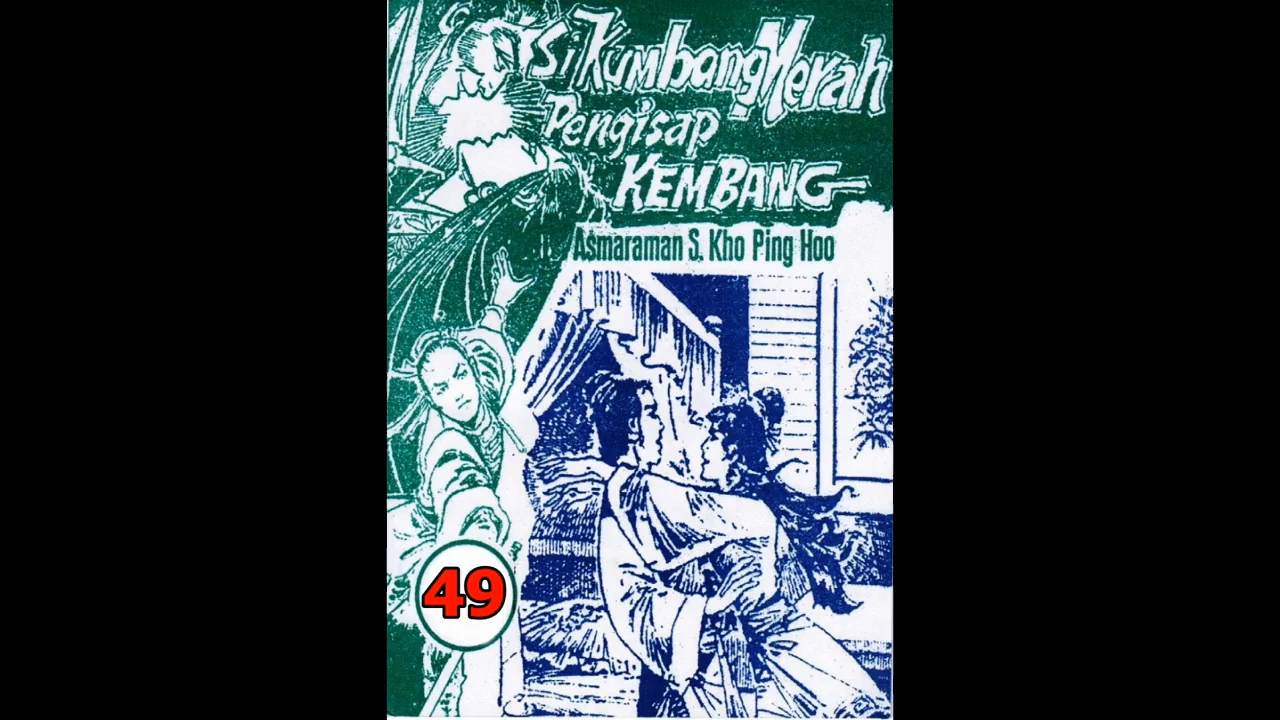 Si Kumbang Merah
Pengisap
KEMBANG
Asmaraman S. Kho Ping Hoo
49